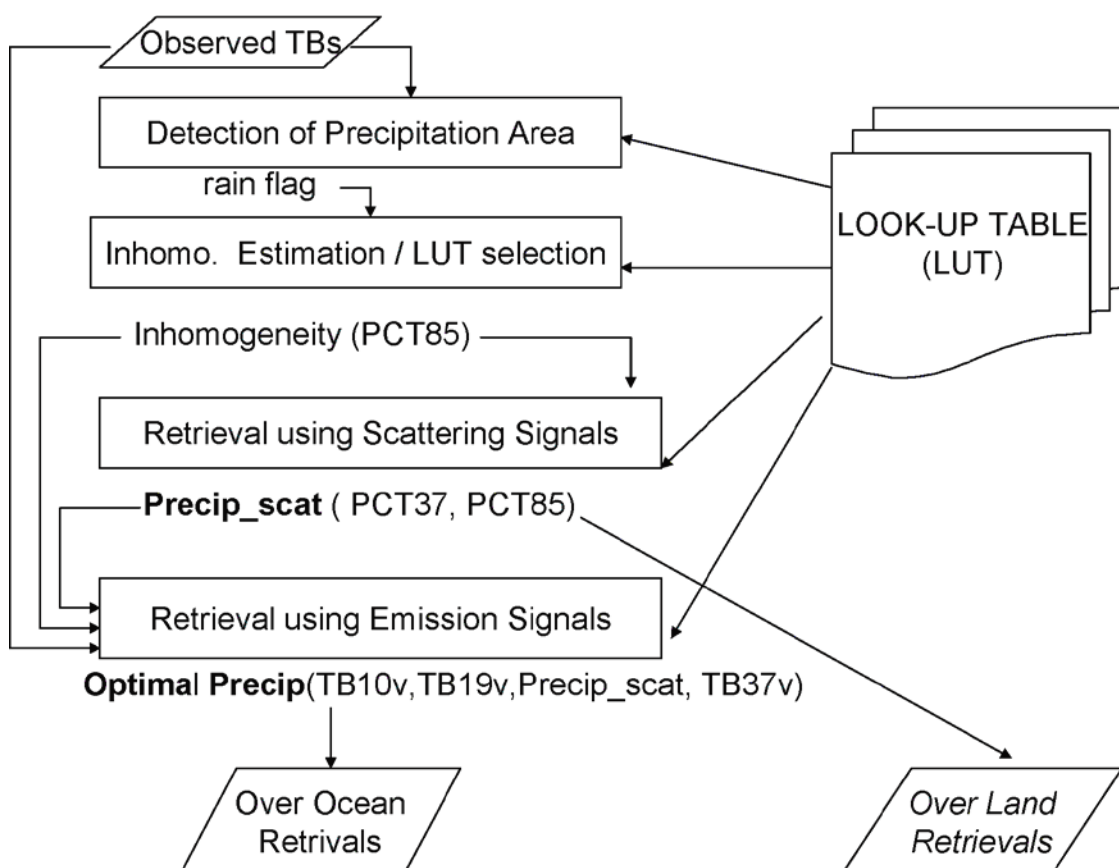 Observed TBs
Detection of Precipitation Area
rain flag
Inhomo. Estimation / LUT selection
LOOK-UP TABLE
(LUT)
Inhomogeneity (PCT85)
Retrieval using Scattering Signals
Precip_scat ( PCT37, PCT85)
Retrieval using Emission Signals
Optimal Precip(TB10v,TB19v,Precip_scat, TB37v)
Over Ocean
Retrivals
Over Land
Retrievals